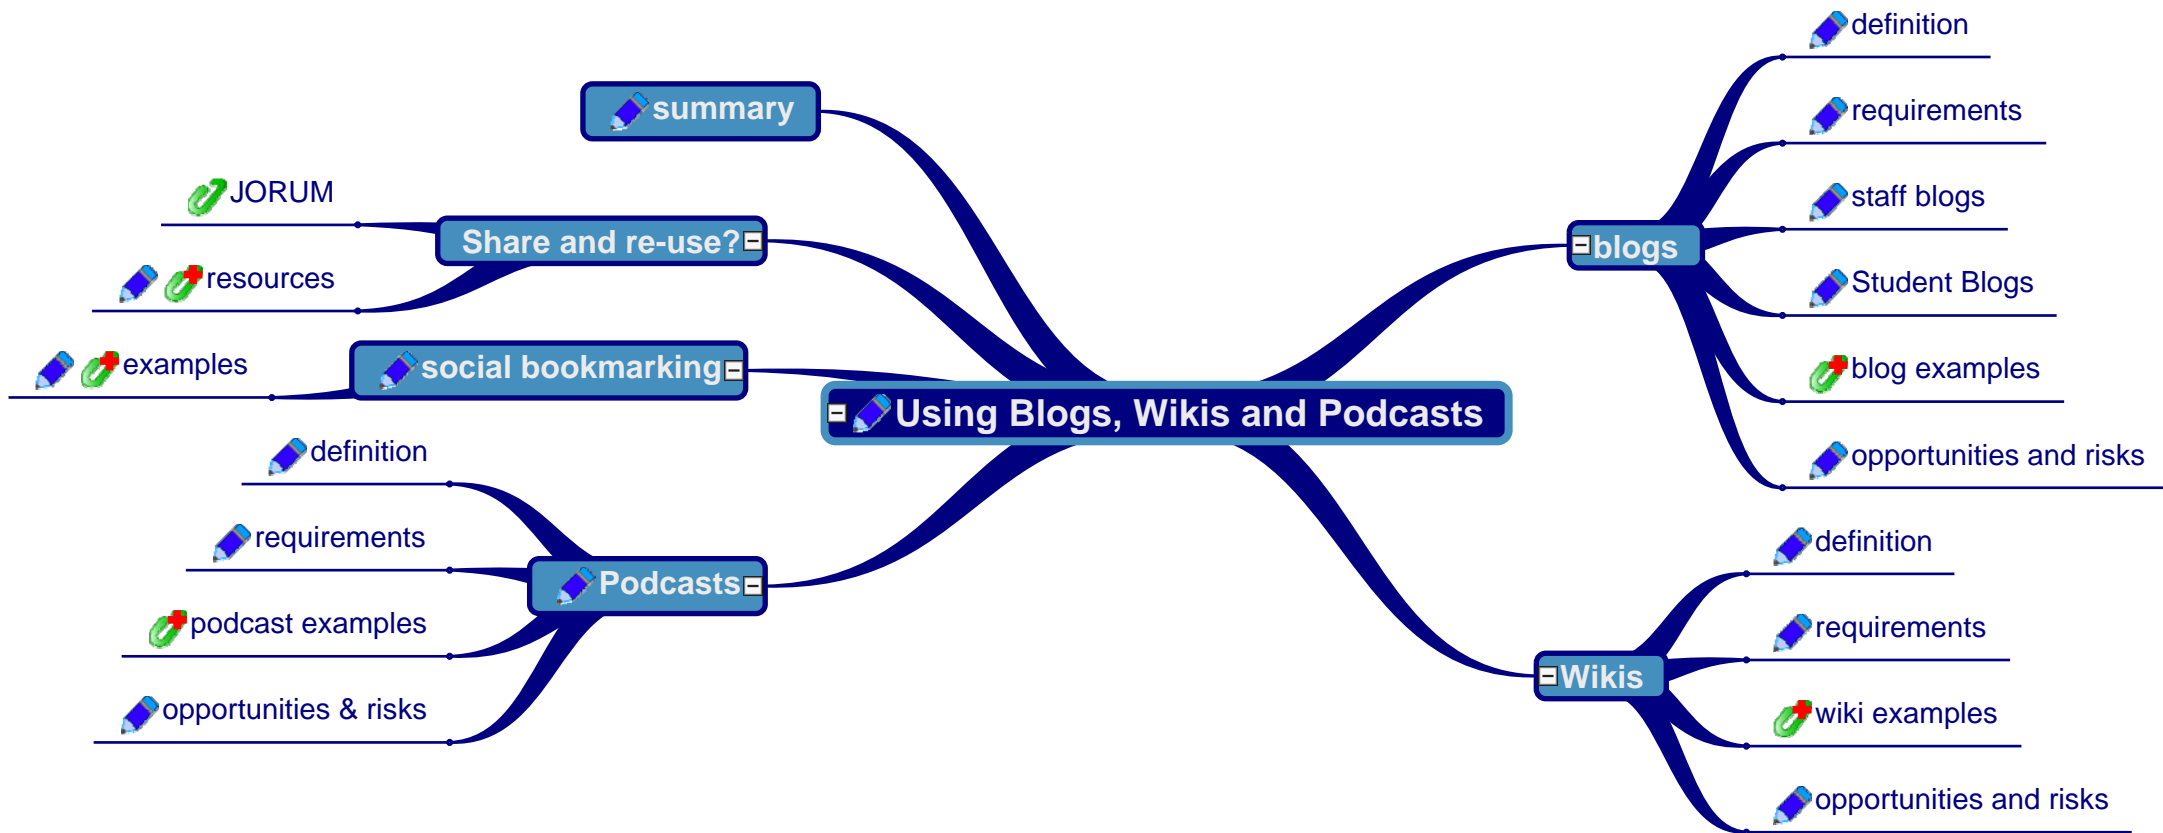 Using Blogs, Wikis and Podcasts
blogs
definition
requirements
staff blogs
Student Blogs
blog examples
opportunities and risks
Wikis
definition
requirements
wiki examples
opportunities and risks
Podcasts
definition
requirements
podcast examples
opportunities & risks
social bookmarking
examples
Share and re-use?
JORUM
resources
summary